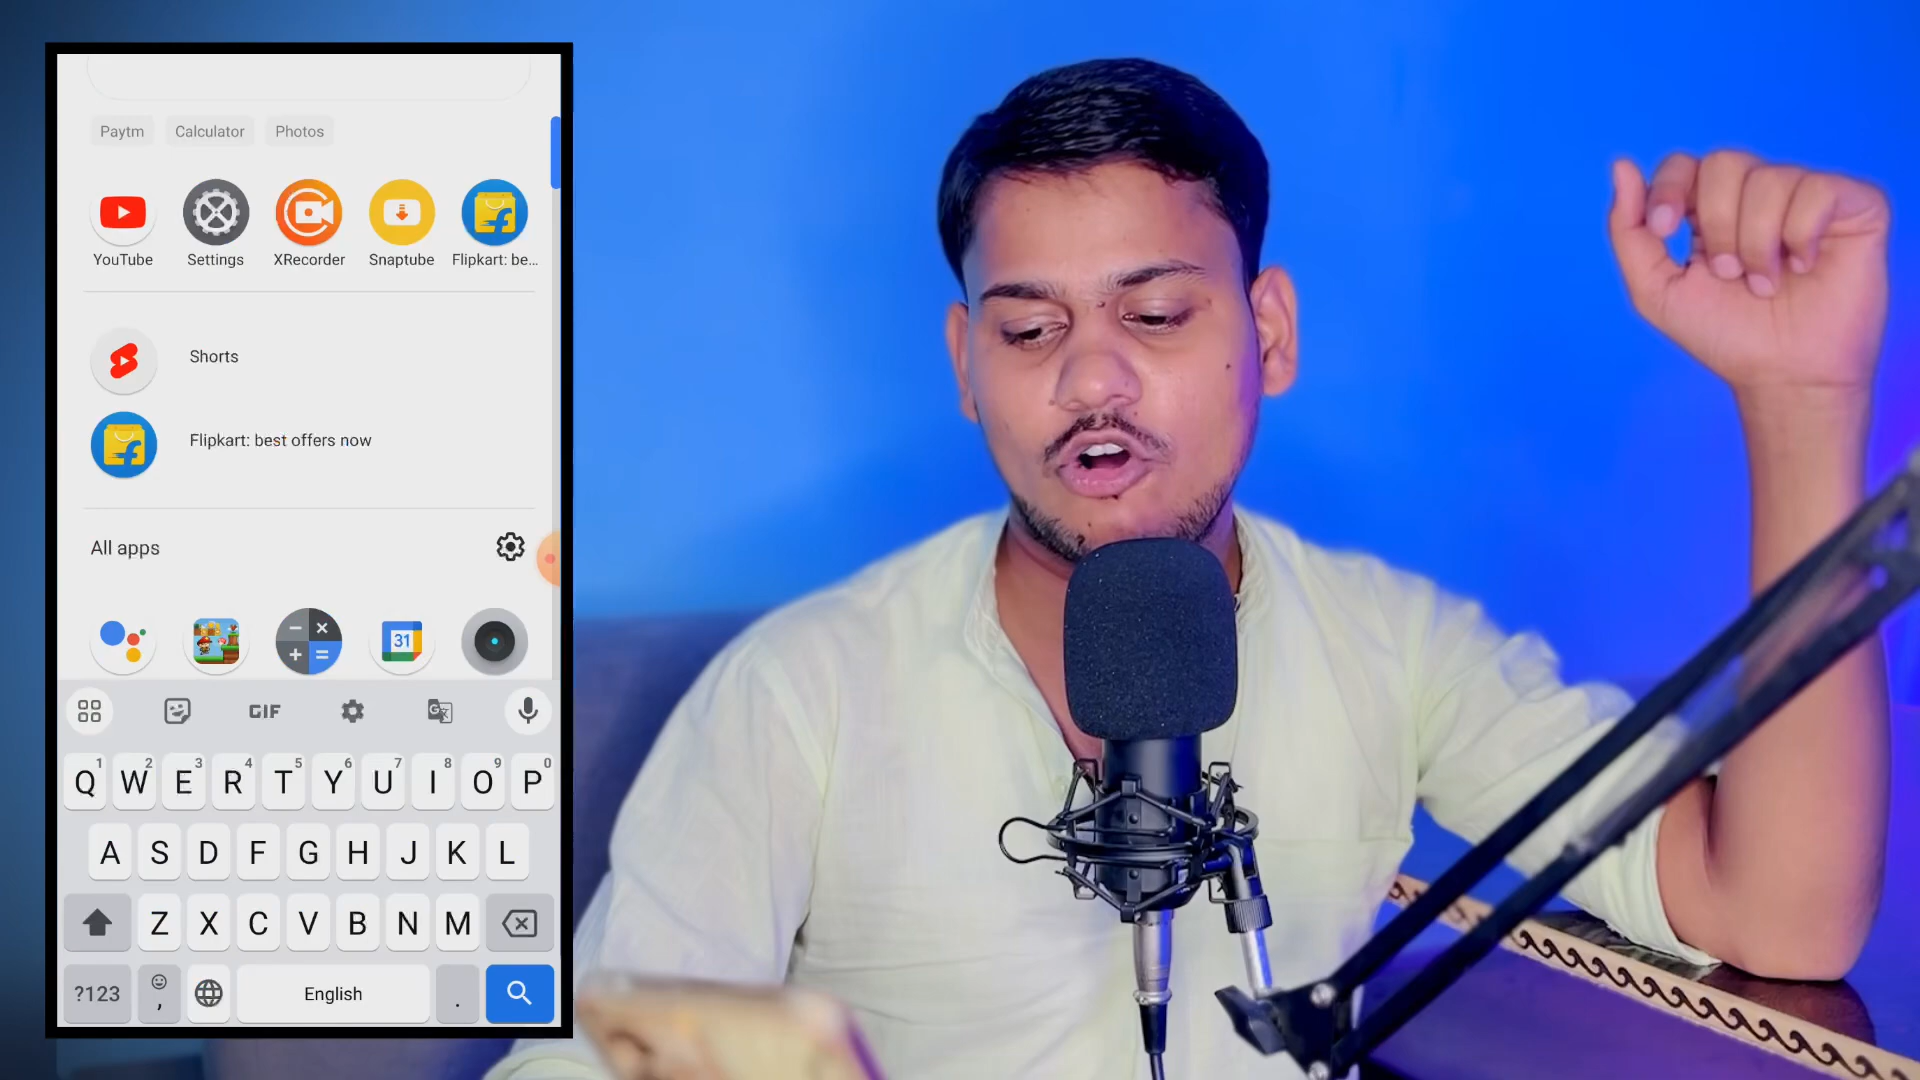 Paytm Calculator Photos
YouTube Settings XRecorder Snaptube Flipkart: be...
Shorts
Flipkart: best offers now
All apps
31
GIF
1 2 3 4 5 6 7 8 9 0
Q W E R T Y U I O P
A S D F G H J K L
Z X C V B N M
?123 , English .